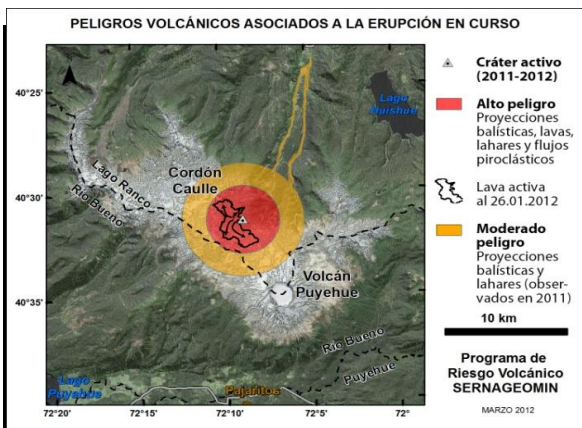 PELIGROS VOLCÁNICOS ASOCIADOS A LA ERUPCIÓN EN CURSO
40°25'
40°30'
40°35'
Lago
Huishue
Cordón
Caulle
Lago Ranco
Río Bueno
Volcán
Puyehue
Río Bueno
Puyehue
Lago
Puyehue
Pajaritos
72°20'
72°15'
72°10'
72°5'
72°
Cráter activo
(2011-2012)
Alto peligro
Proyecciones
balísticas, lavas,
lahares y flujos
piroclásticos
Lava activa
al 26.01.2012
Moderado
peligro
Proyecciones
balísticas y
lahares (obser-
vados en 2011)
10 km
Programa de
Riesgo Volcánico
SERNAGEOMIN
MARZO 2012